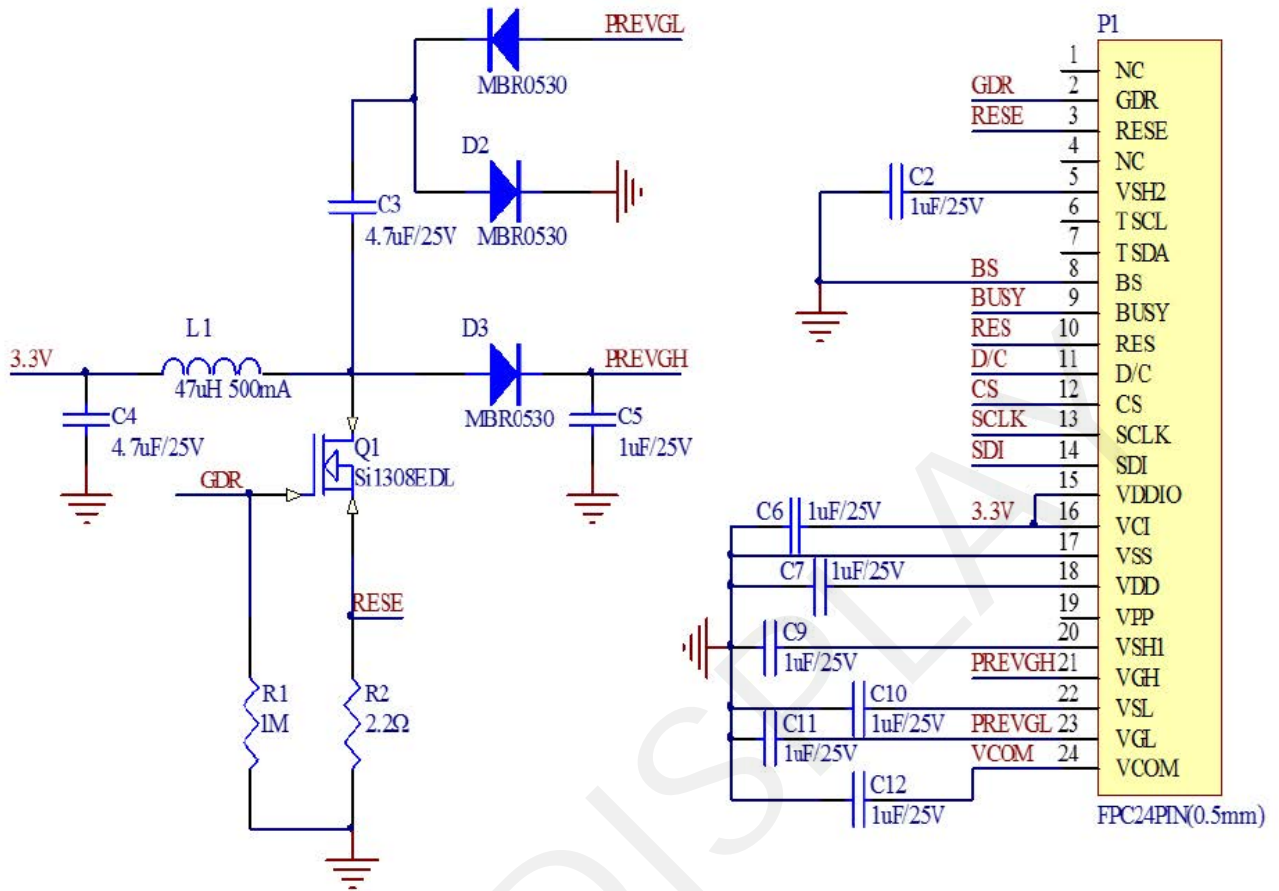 PREVGL
MBR0530
D2
MBR0530
C3
4.7uF/25V
L1
3.3V
47uH 500mA
C4
4.7uF/25V
D3
PREVGH
MBR0530
C5
1uF/25V
Q1
Si1308EDL
GDR
RESE
R1
1M
R2
2.2Ω
P1
1 NC
GDR 2 GDR
RESE 3 RESE
4 NC
C2
1uF/25V
5 VSH2
6 TSCL
7 TSDA
BS 8 BS
BUSY 9 BUSY
RES 10 RES
D/C 11 D/C
CS 12 CS
SCLK 13 SCLK
SDI 14 SDI
15 VDDIO
C6 1uF/25V 3.3V 16 VCI
17 VSS
C7 1uF/25V 18 VDD
19 VPP
C9
1uF/25V
20 VSH1
PREVGH 21 VGH
C10
1uF/25V
22 VSL
C11
1uF/25V
PREVGL 23 VGL
VCOM 24 VCOM
C12
1uF/25V
FPC24PIN(0.5mm)
DISPLAY